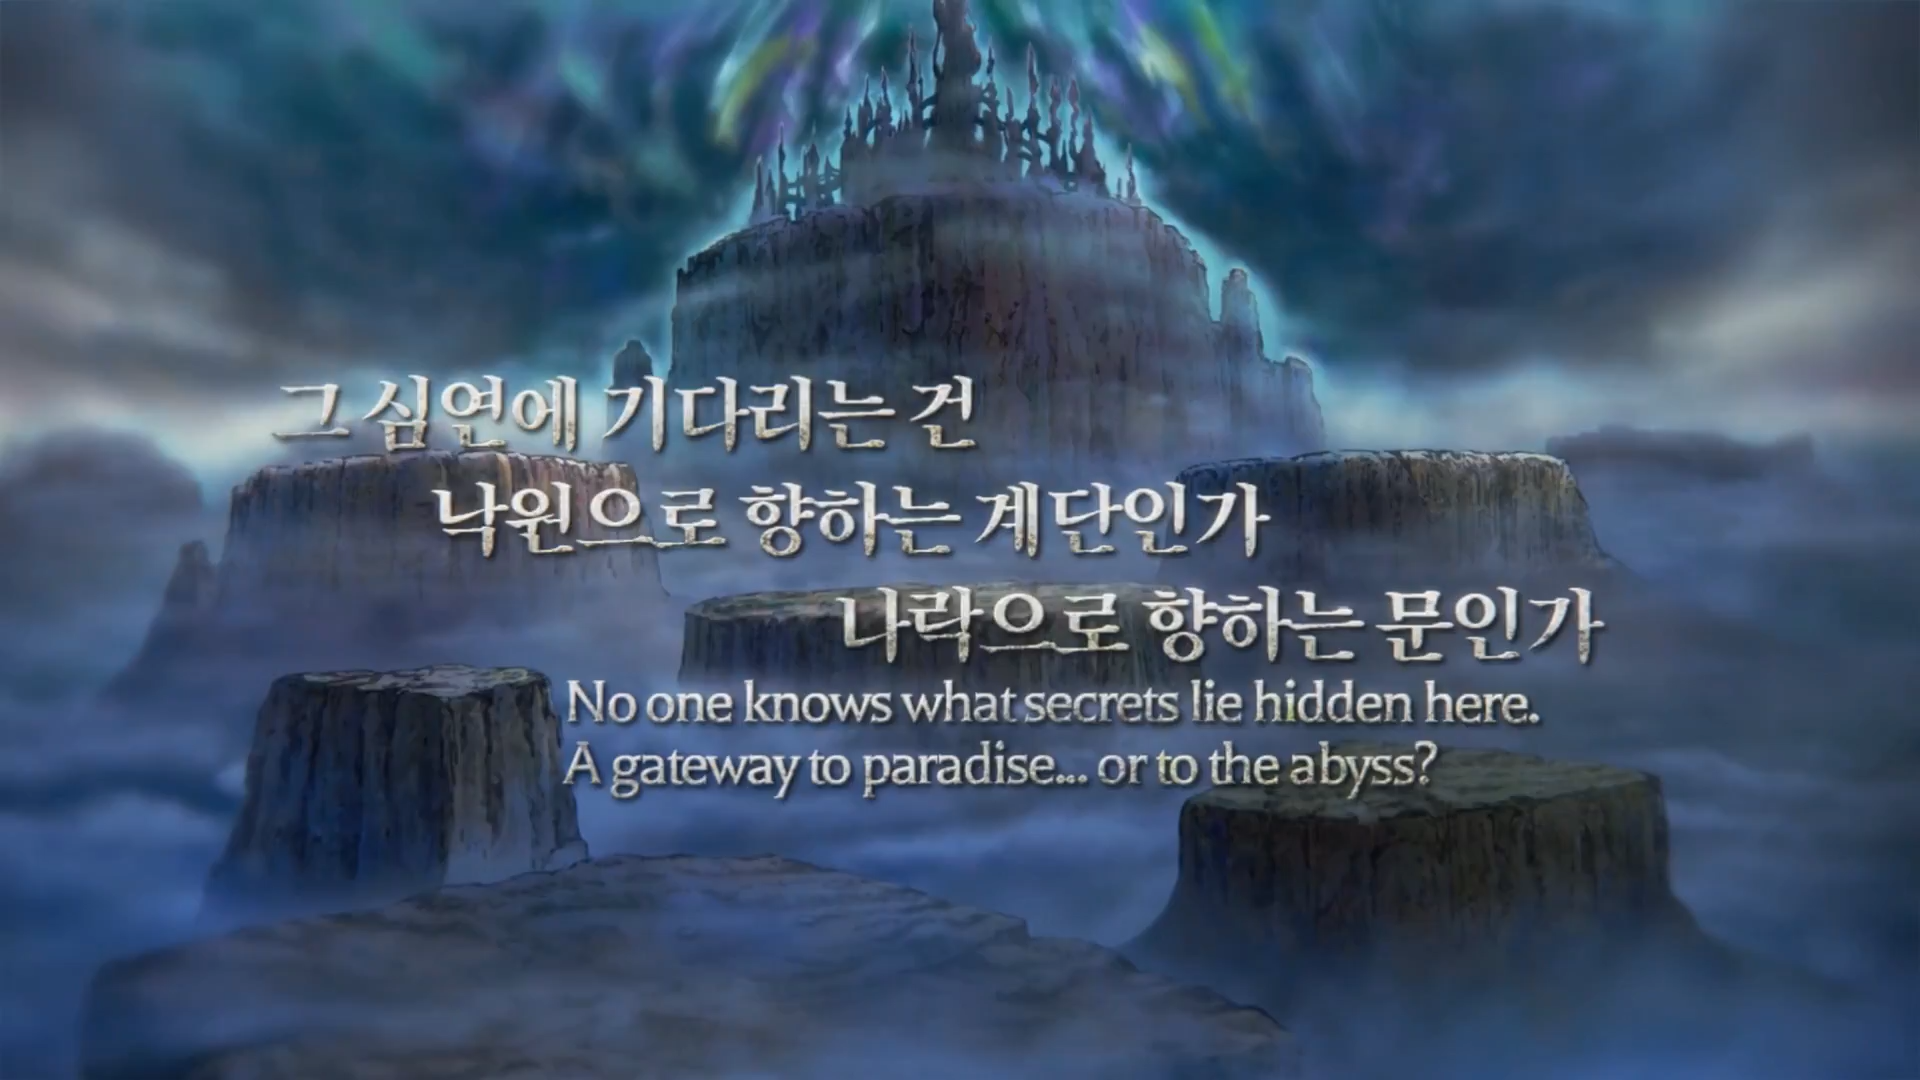 그 심연에 기다리는 건
낙원으로 향하는 계단인가
나락으로 향하는 문인가
No one knows what secrets lie hidden here.
A gateway to paradise... or to the abyss?